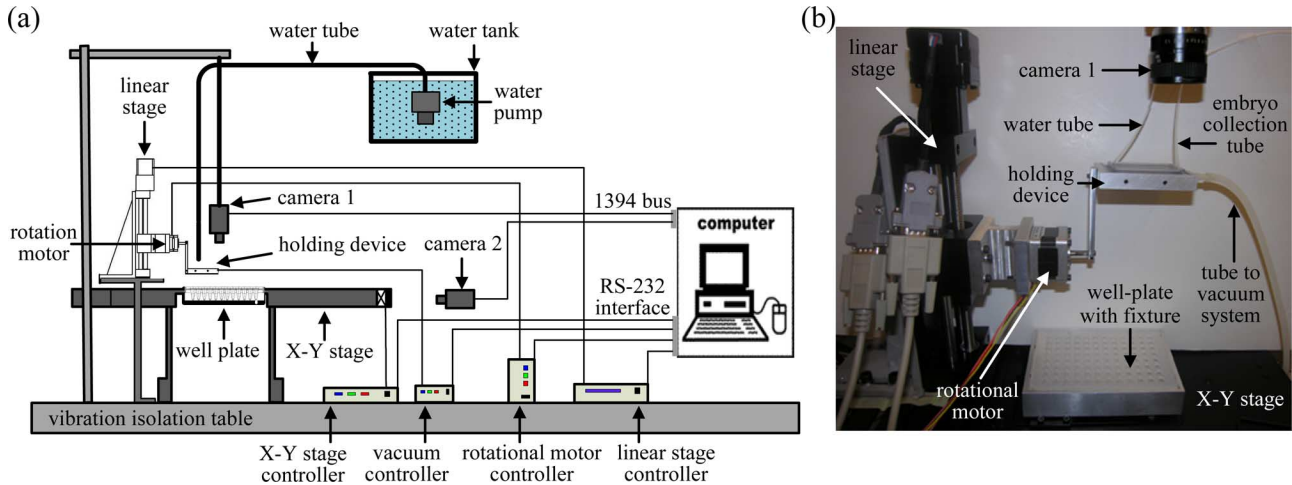 (a)
water tube
water tank
linear
stage
water
pump
camera 1
1394 bus
computer
rotation
motor
holding device
camera 2
RS-232
interface
well plate
X-Y stage
vibration isolation table
X-Y stage
controller
vacuum
controller
rotational motor
controller
linear stage
controller
(b)
linear
stage
camera 1
embryo
collection
tube
water tube
holding
device
tube to
vacuum
system
well-plate
with fixture
rotational
motor
X-Y stage